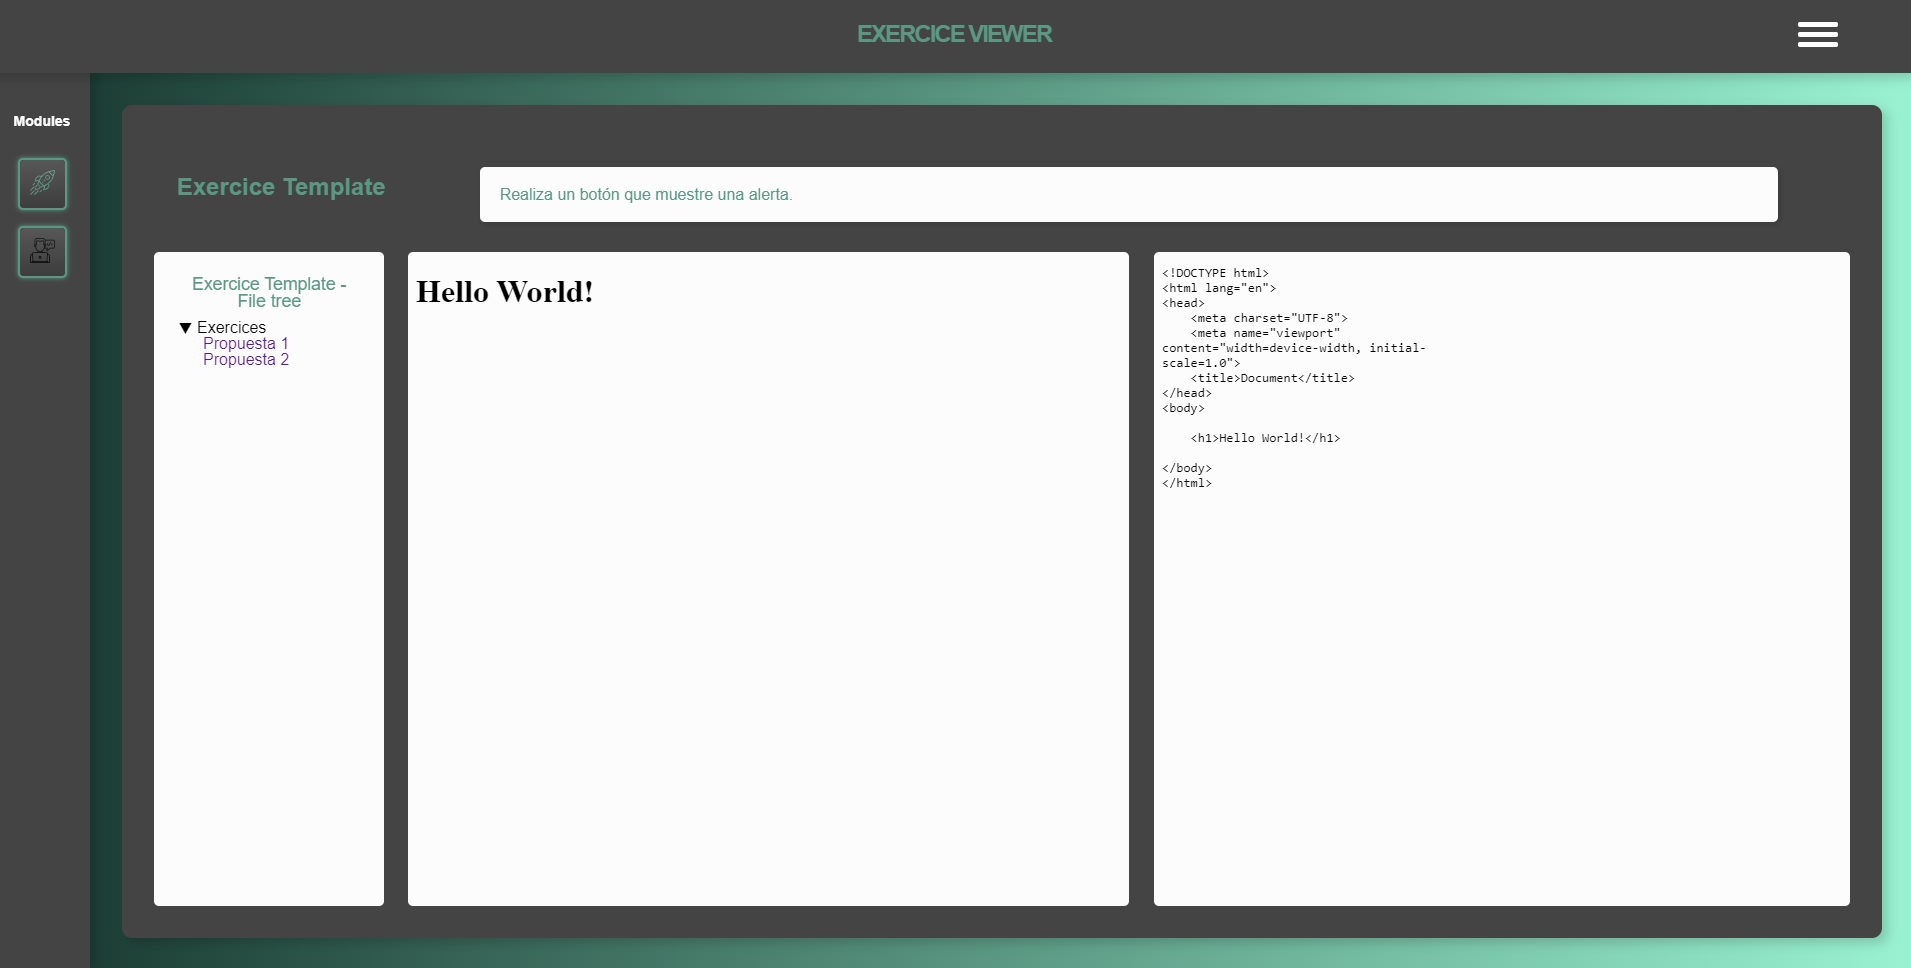 EXERCICE VIEWER
Modules
Exercice Template
Realiza un botón que muestre una alerta.
Exercice Template -
File tree
▼ Exercices
Propuesta 1
Propuesta 2
Hello World!
<!DOCTYPE html>
<html lang="en">
<head>
    <meta charset="UTF-8">
    <meta name="viewport"
content="width=device-width, initial-
scale=1.0">
    <title>Document</title>
</head>
<body>

    <h1>Hello World!</h1>

</body>
</html>